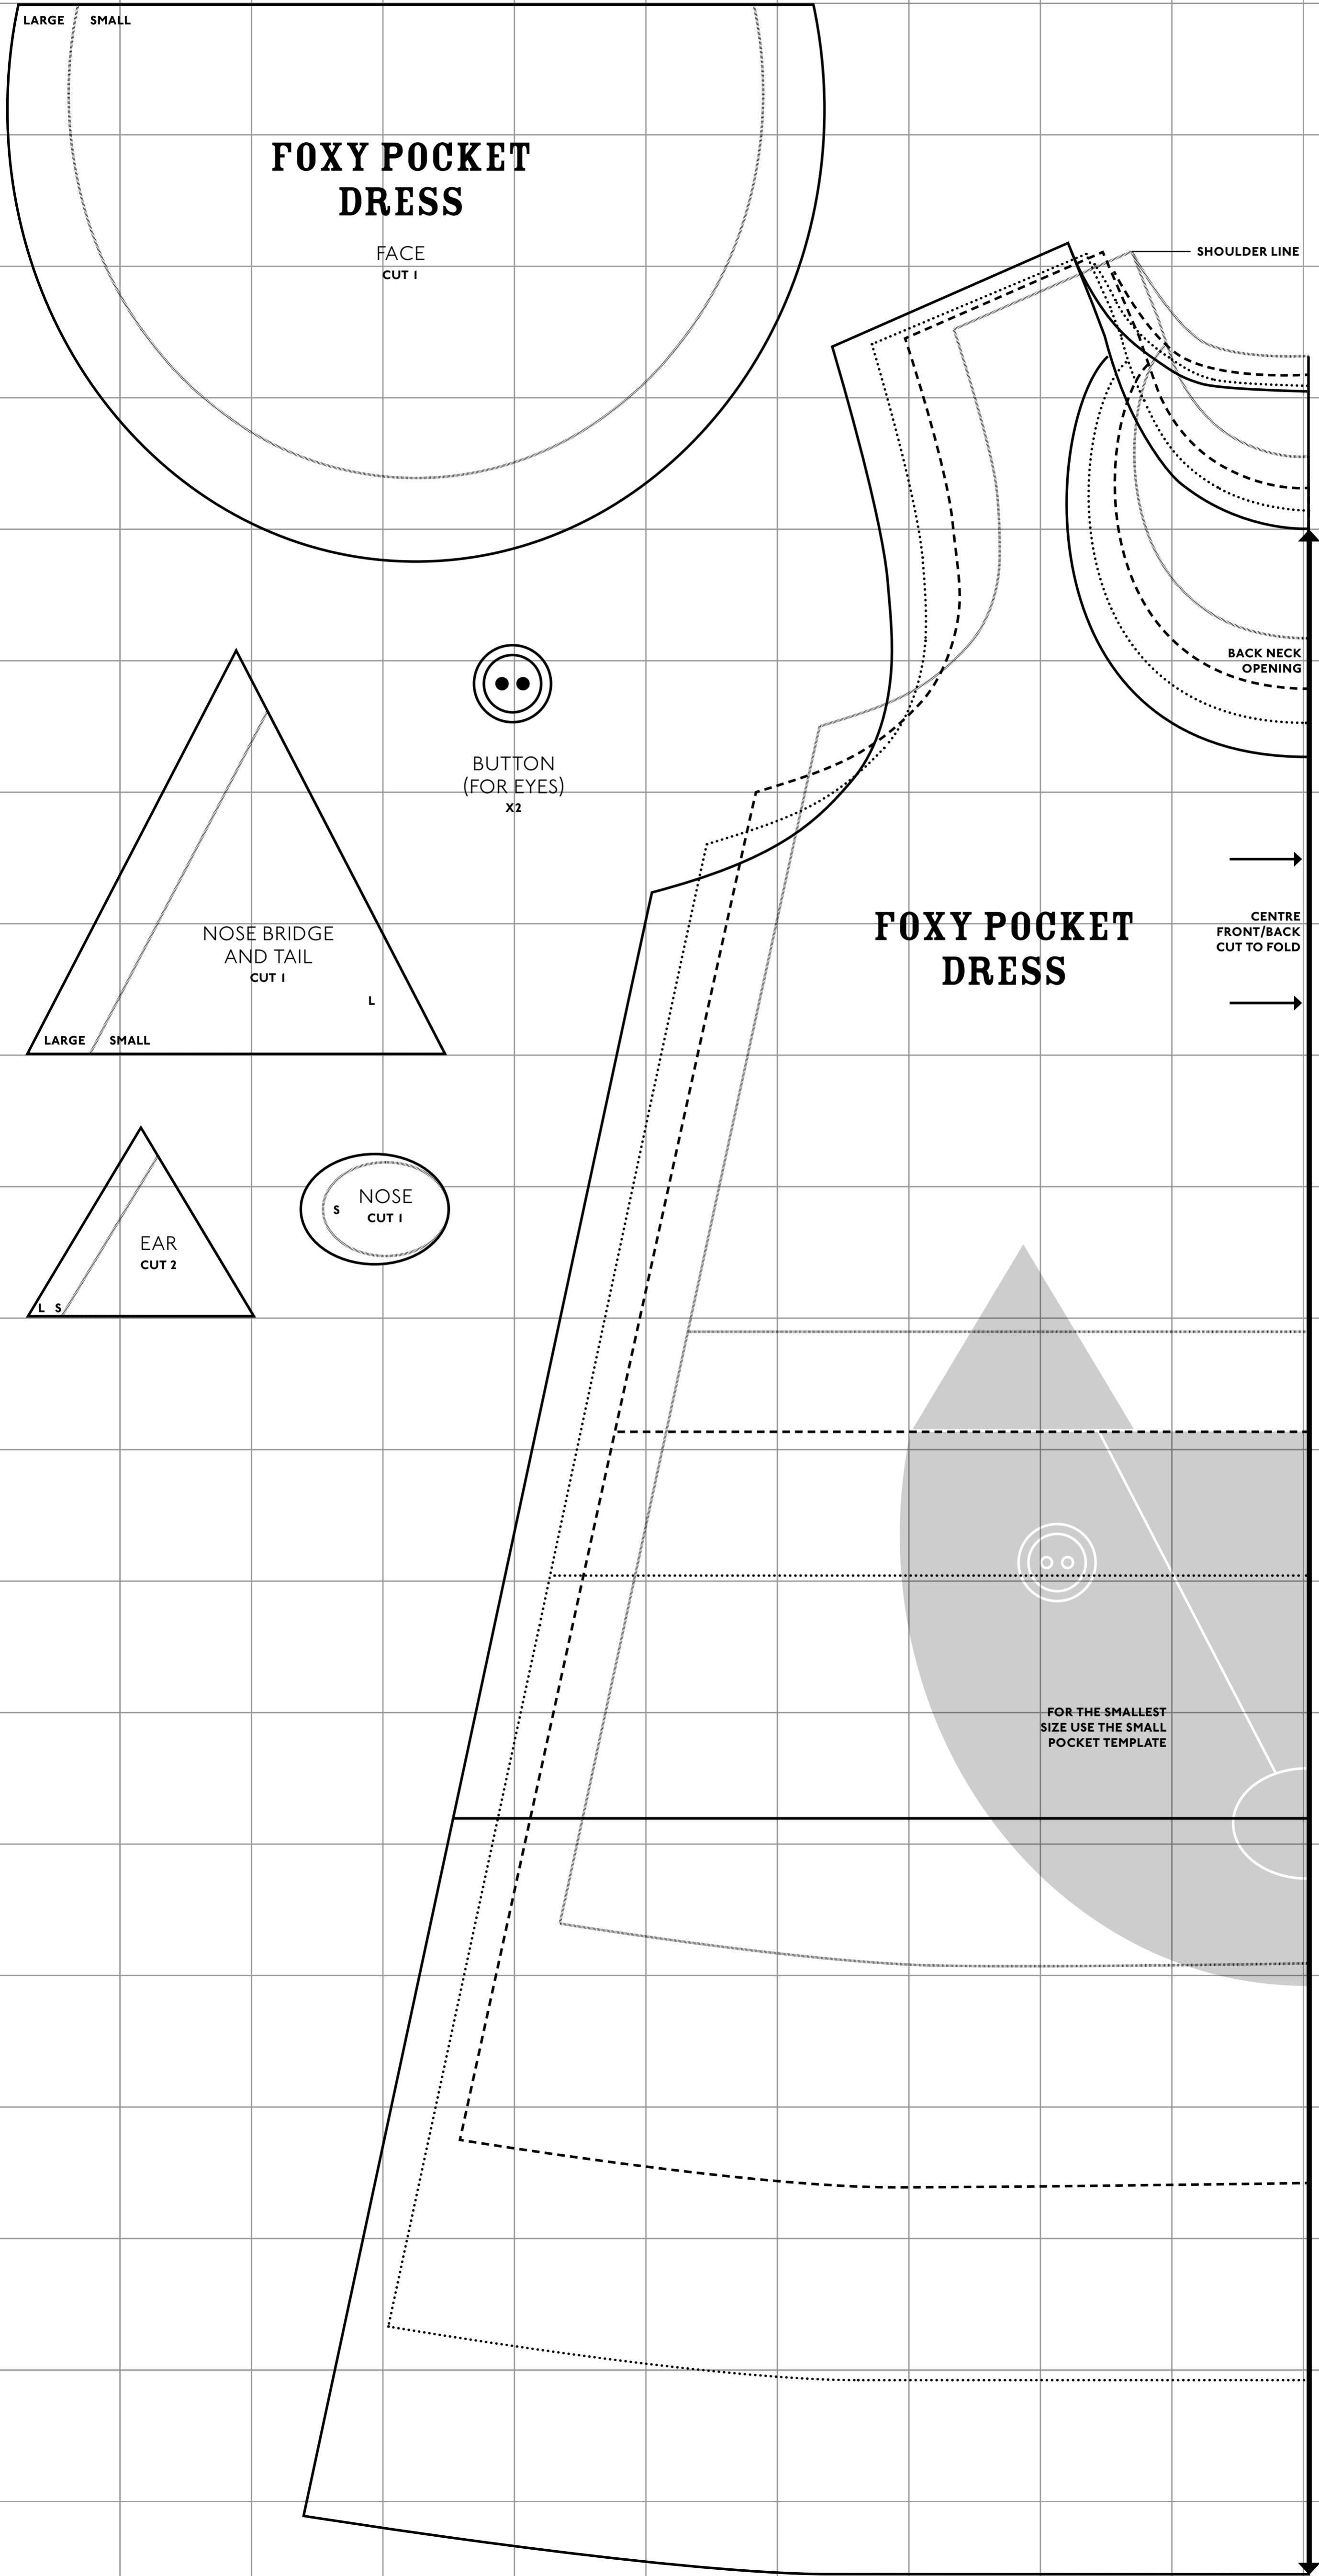 LARGE SMALL
FOXY POCKET
DRESS
FACE
CUT 1
SHOULDER LINE
BACK NECK
OPENING
BUTTON
(FOR EYES)
X2
FOXY POCKET
DRESS
CENTRE
FRONT/BACK
CUT TO FOLD
NOSE BRIDGE
AND TAIL
CUT 1
L
LARGE SMALL
NOSE
S
CUT 1
EAR
CUT 2
L S
FOR THE SMALLEST
SIZE USE THE SMALL
POCKET TEMPLATE